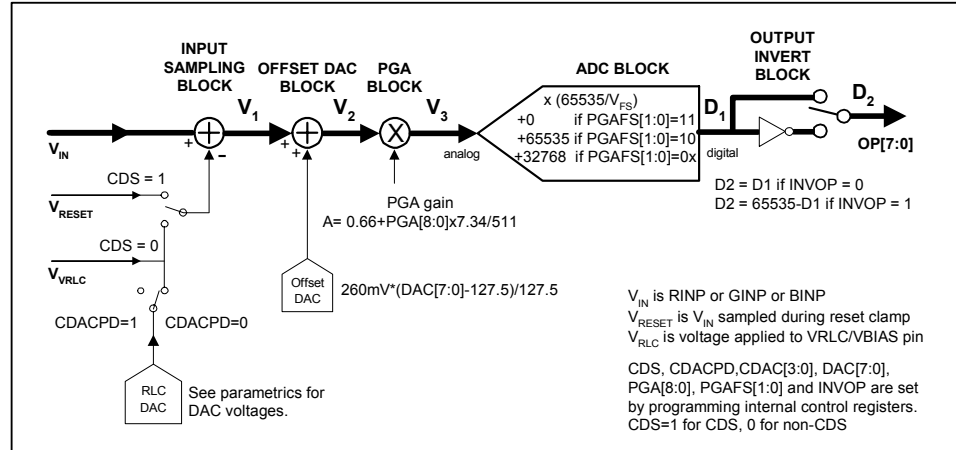 INPUT
SAMPLING
BLOCK
OFFSET DAC
BLOCK
PGA
BLOCK
ADC BLOCK
OUTPUT
INVERT
BLOCK
V1
V2
V3
D1
D2
x (65535/VFS)
+0 if PGAFS[1:0]=11
+65535 if PGAFS[1:0]=10
+32768 if PGAFS[1:0]=0x
VIN
+
+
–
+
+
X
analog
digital
OP[7:0]
CDS = 1
VRESET
PGA gain
A= 0.66+PGA[8:0]x7.34/511
D2 = D1 if INVOP = 0
D2 = 65535-D1 if INVOP = 1
CDS = 0
VVRLC
Offset
DAC
260mV*(DAC[7:0]-127.5)/127.5
CDACPD=1
CDACPD=0
VIN is RINP or GINP or BINP
VRESET is VIN sampled during reset clamp
VRLC is voltage applied to VRLC/VBIAS pin
RLC
DAC
See parametrics for
DAC voltages.
CDS, CDACPD,CDAC[3:0], DAC[7:0],
PGA[8:0], PGAFS[1:0] and INVOP are set
by programming internal control registers.
CDS=1 for CDS, 0 for non-CDS